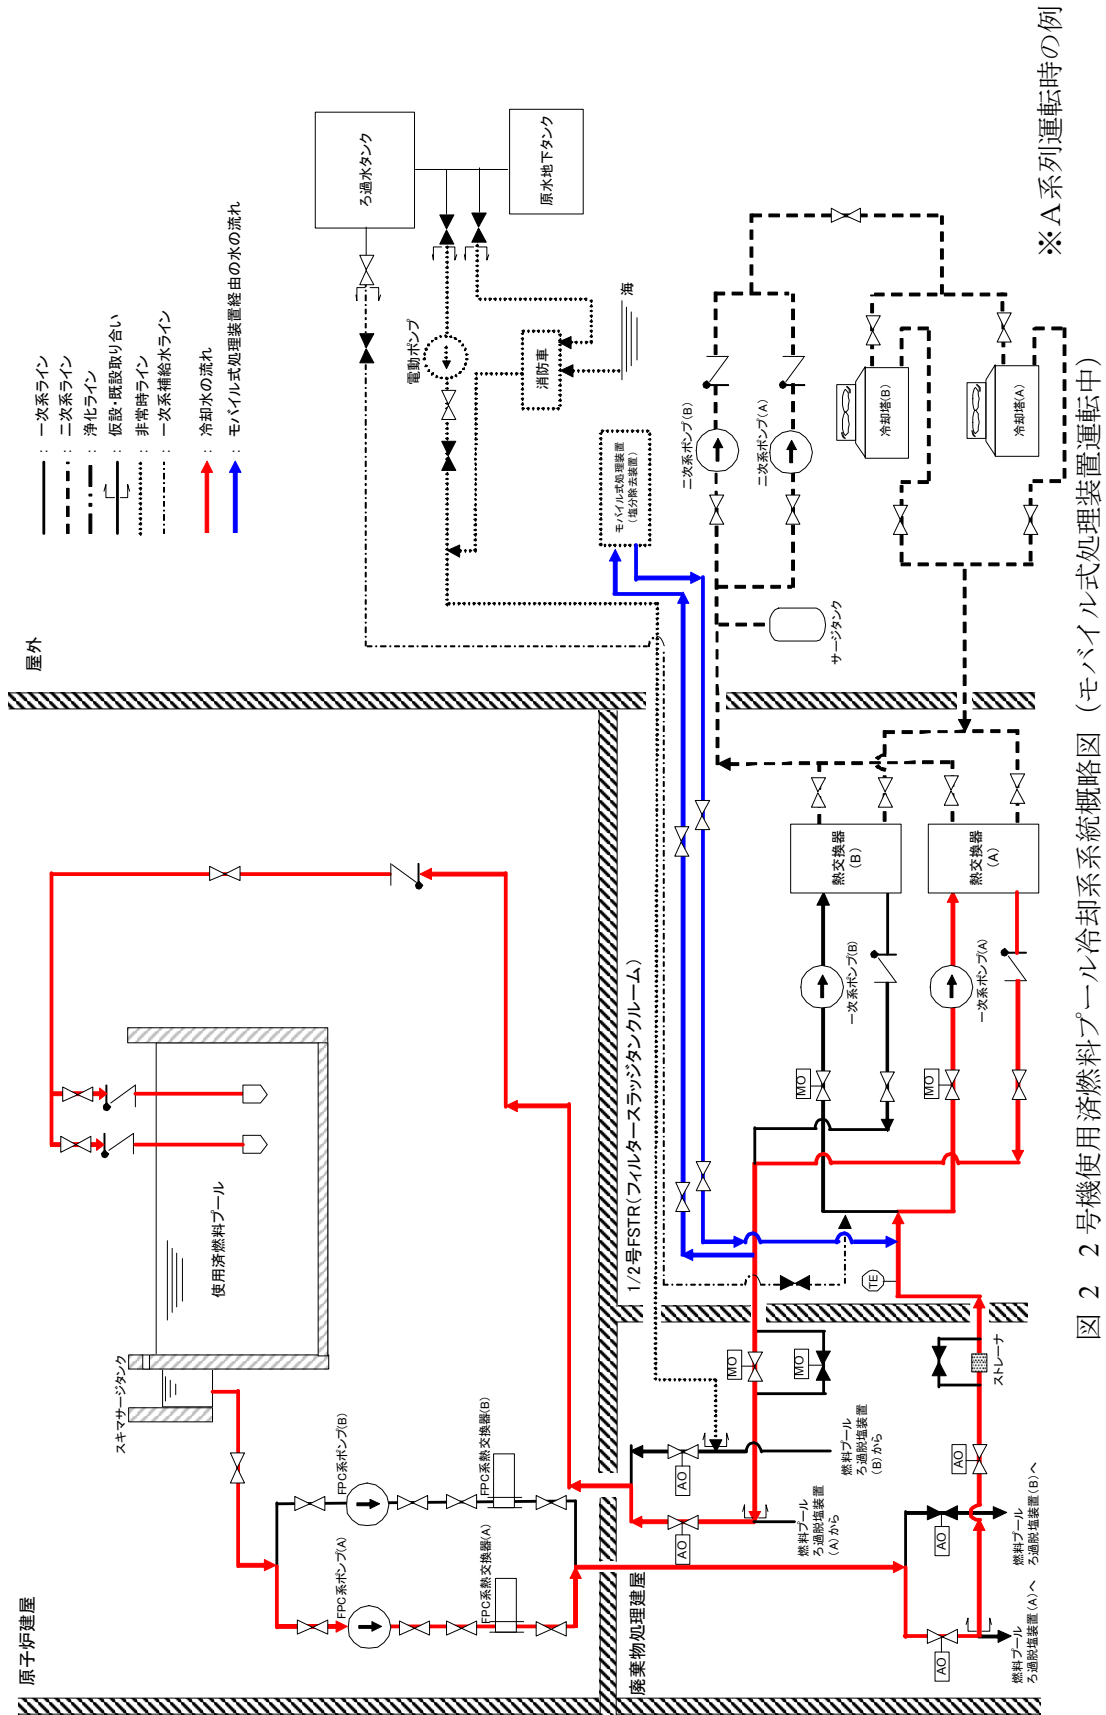 原子炉建屋
屋外
： 一次系ライン
： 二次系ライン
： 浄化ライン
： 仮設・既設取り合い
： 非常時ライン
： 一次系補給水ライン
： 冷却水の流れ
： モバイル式処理装置経由の水の流れ
ろ過水タンク
原水地下タンク
電動ポンプ
消防車
海
スキマサージタンク
使用済燃料プール
FPC系ポンプ(B)
FPC系熱交換器(B)
FPC系ポンプ(A)
FPC系熱交換器(A)
廃棄物処理建屋
1/2号FSTR(フィルタースラッジタンクルーム)
モバイル式処理装置
(塩分除去装置)
二次系ポンプ(B)
二次系ポンプ(A)
サージタンク
冷却塔(B)
冷却塔(A)
熱交換器
(B)
熱交換器
(A)
一次系ポンプ(B)
一次系ポンプ(A)
MO
MO
MO
MO
TE
ストレーナ
AO
AO
AO
AO
AO
燃料プール
ろ過脱塩装置
(B)から
燃料プール
ろ過脱塩装置
(A)から
燃料プール
ろ過脱塩装置(B)へ
燃料プール
ろ過脱塩装置(A)へ
※A系列運転時の例
図 2　2号機使用済燃料プール冷却系系統概略図（モバイル式処理装置運転中）